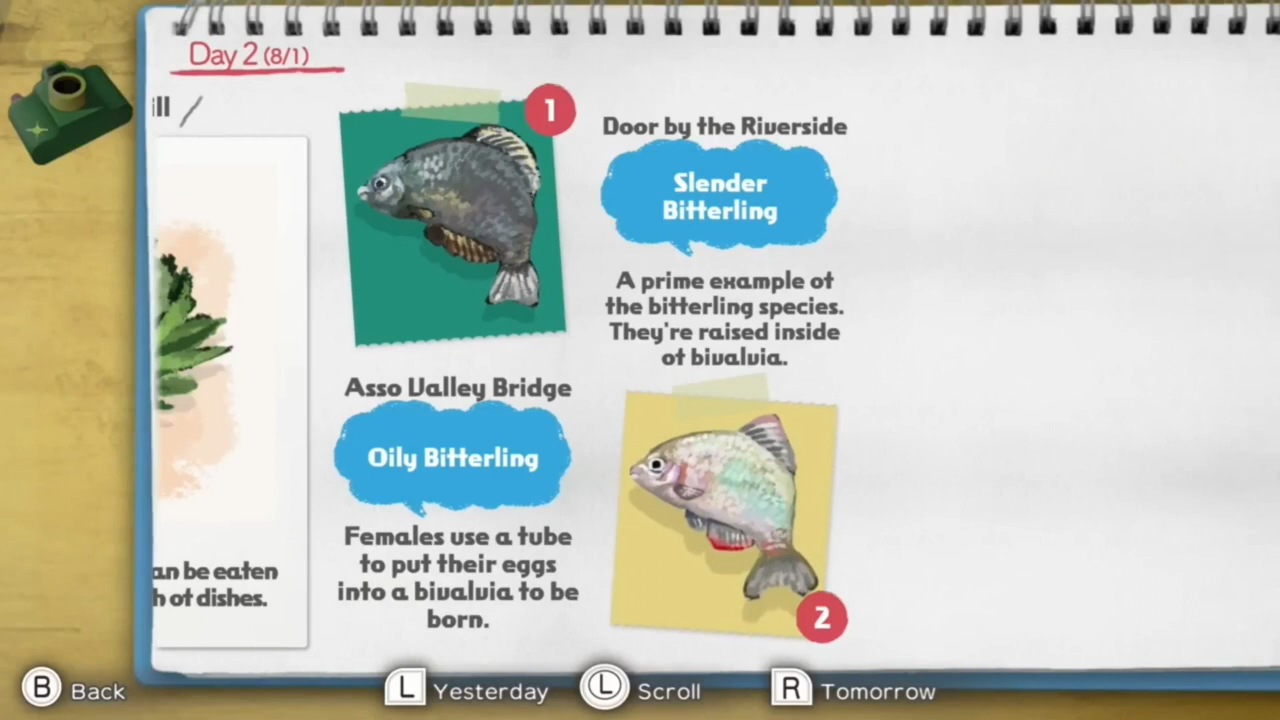 Day 2 (8/1)
ill
1
Door by the Riverside
Slender
Bitterling
A prime example of
the bitterling species.
They're raised inside
of bivalvia.
Asso Valley Bridge
Oily Bitterling
Females use a tube
to put their eggs
into a bivalvia to be
born.
2
an be eaten
h of dishes.
B Back
L Yesterday
L Scroll
R Tomorrow